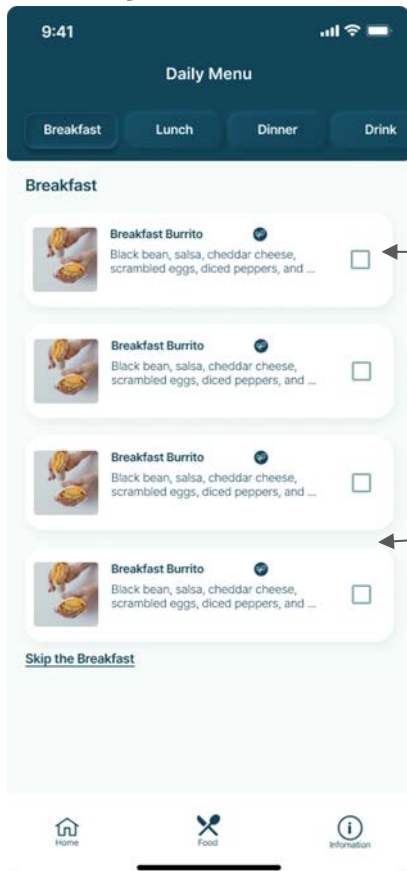 9:41
Daily Menu
Breakfast Lunch Dinner Drink
Breakfast
Breakfast Burrito
Black bean, salsa, cheddar cheese,
scrambled eggs, diced peppers, and ...
Breakfast Burrito
Black bean, salsa, cheddar cheese,
scrambled eggs, diced peppers, and ...
Breakfast Burrito
Black bean, salsa, cheddar cheese,
scrambled eggs, diced peppers, and ...
Breakfast Burrito
Black bean, salsa, cheddar cheese,
scrambled eggs, diced peppers, and ...
Skip the Breakfast
Home Food Infomation